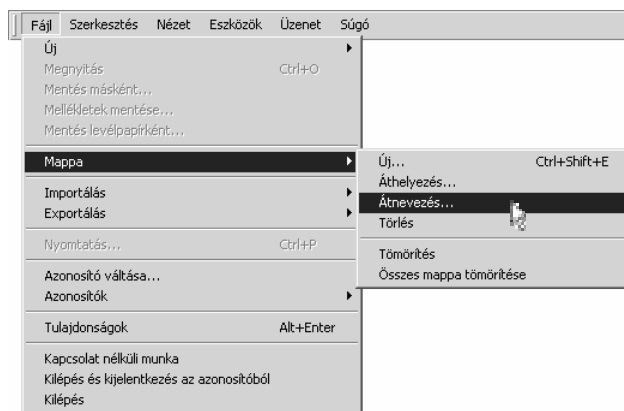 Fájl Szerkesztés Nézet Eszközök Üzenet Súgó
Új
Megnyitás Ctrl+O
Mentés másként...
Mellékletek mentése...
Mentés levélpapírként...
Mappa
Új... Ctrl+Shift+E
Áthelyezés...
Átnevezés...
Törlés
Tömörítés
Összes mappa tömörítése
Importálás
Exportálás
Nyomtatás... Ctrl+P
Azonosító váltása...
Azonosítók
Tulajdonságok Alt+Enter
Kapcsolat nélküli munka
Kilépés és kijelentkezés az azonosítóból
Kilépés